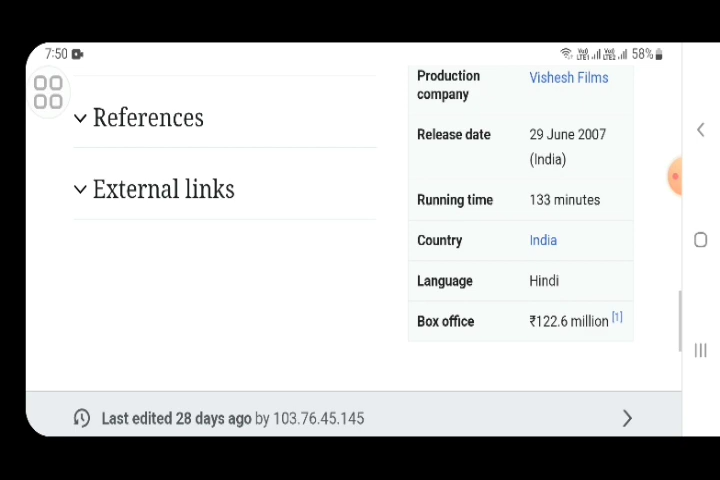 7:50
58%
References
External links
Production company
Vishesh Films
Release date
29 June 2007
(India)
Running time
133 minutes
Country
India
Language
Hindi
Box office
₹122.6 million [1]
Last edited 28 days ago by 103.76.45.145